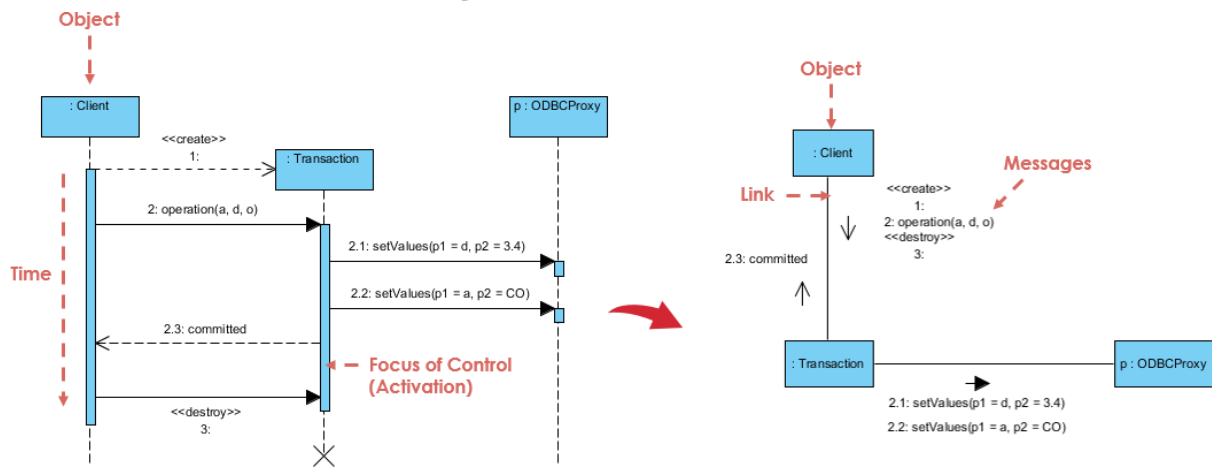 Object
: Client
p : ODBCProxy
<<create>>
1:
: Transaction
2: operation(a, d, o)
2.1: setValues(p1 = d, p2 = 3.4)
Time
2.2: setValues(p1 = a, p2 = CO)
2.3: committed
Focus of Control
(Activation)
<<destroy>>
3:
Object
: Client
Messages
Link
<<create>>
1:
2: operation(a, d, o)
<<destroy>>
3:
2.3: committed
: Transaction
p : ODBCProxy
2.1: setValues(p1 = d, p2 = 3.4)
2.2: setValues(p1 = a, p2 = CO)